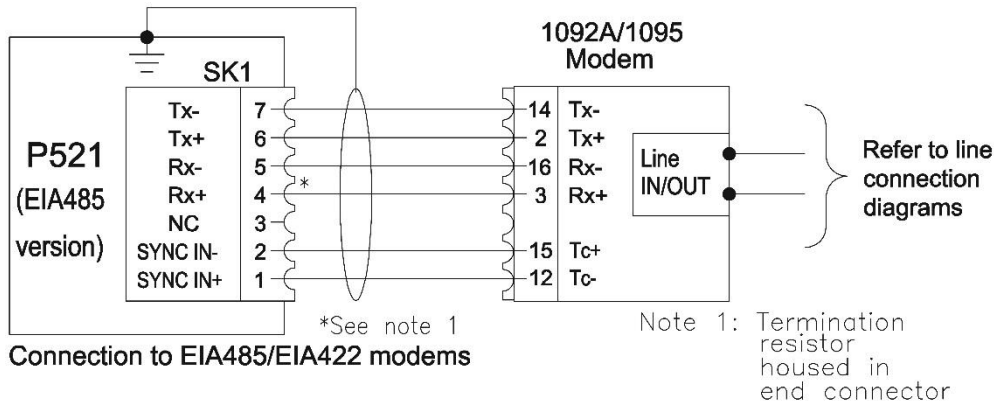 1092A/1095
Modem
SK1
P521
(EIA485
version)
Tx- 7
Tx+ 6
Rx- 5
Rx+ 4 *
NC 3
SYNC IN- 2
SYNC IN+ 1
14 Tx-
2 Tx+
16 Rx-
3 Rx+
15 Tc+
12 Tc-
Line
IN/OUT
Refer to line
connection
diagrams
*See note 1
Connection to EIA485/EIA422 modems
Note 1: Termination
resistor
housed in
end connector